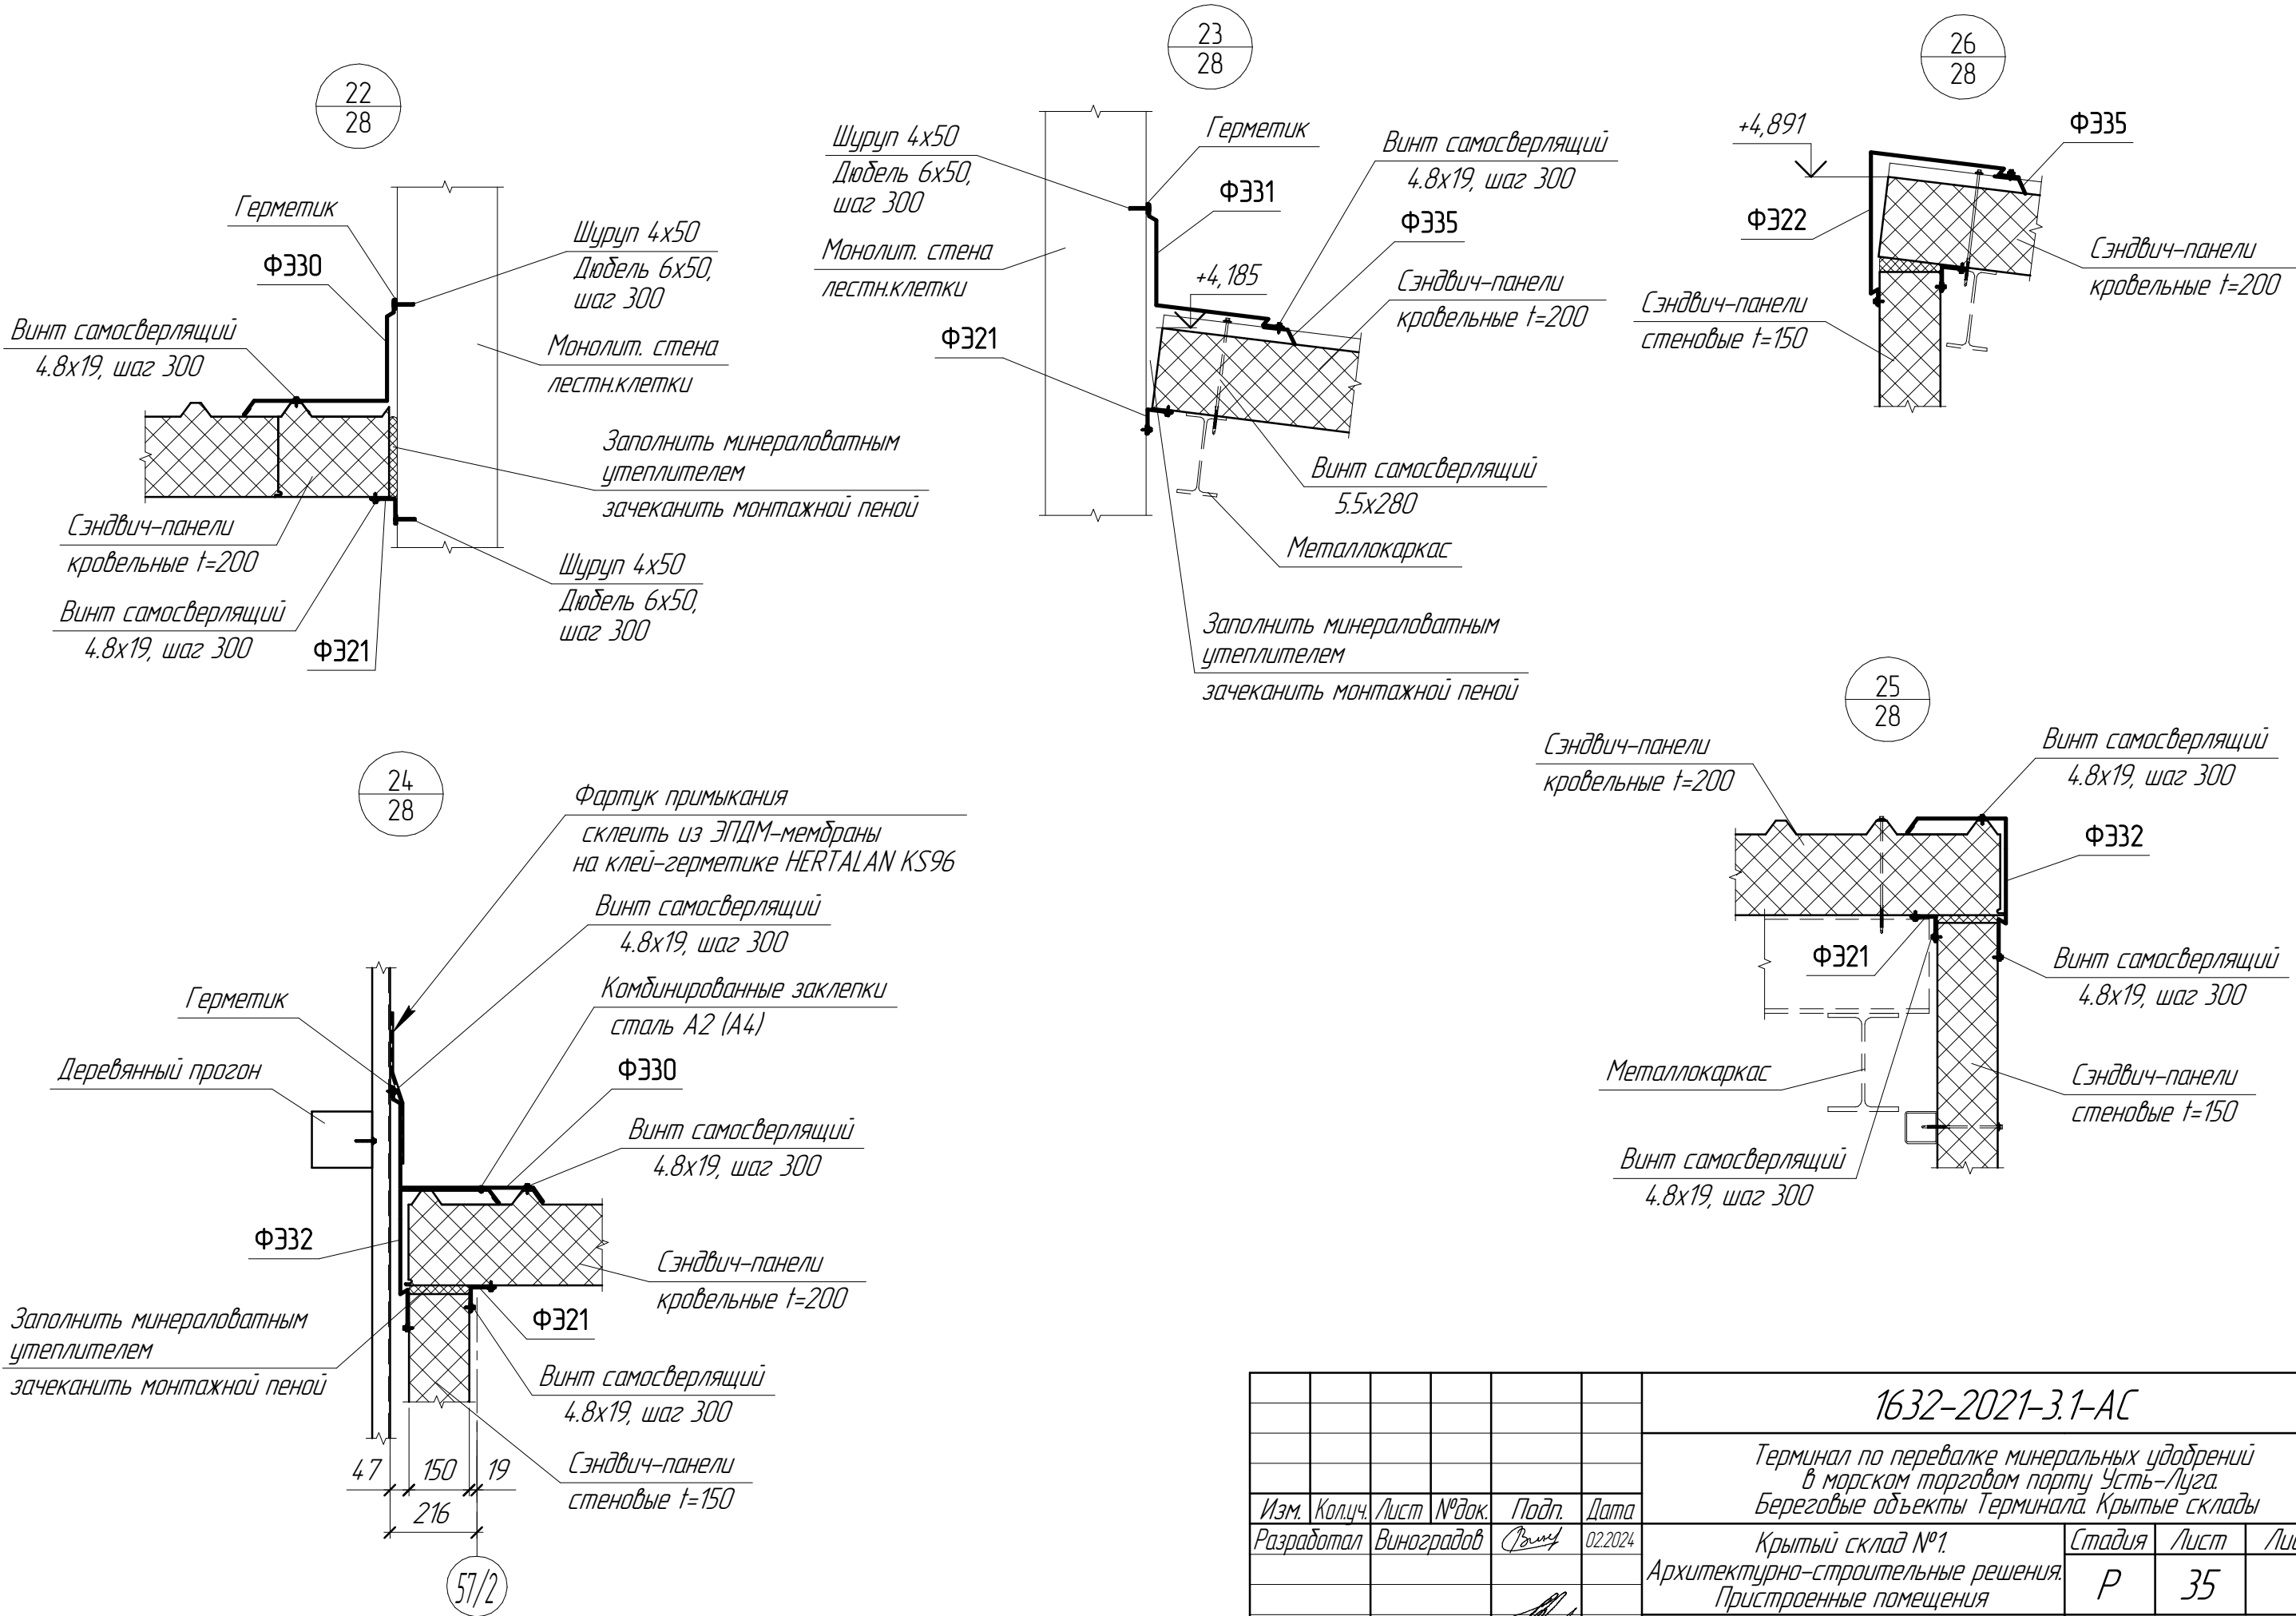 22
28
Герметик
ФЭ30
Винт самосверлящий
4.8х19, шаг 300
Шуруп 4х50
Дюбель 6х50,
шаг 300
Монолит. стена
лестн.клетки
Заполнить минераловатным
утеплителем
зачеканить монтажной пеной
Сэндвич-панели
кровельные t=200
Винт самосверлящий
4.8х19, шаг 300
ФЭ21
Шуруп 4х50
Дюбель 6х50,
шаг 300
23
28
Шуруп 4х50
Дюбель 6х50,
шаг 300
Монолит. стена
лестн.клетки
ФЭ21
Герметик
ФЭ31
+4,185
Винт самосверлящий
4.8х19, шаг 300
ФЭ35
Сэндвич-панели
кровельные t=200
Винт самосверлящий
5.5х280
Металлокаркас
Заполнить минераловатным
утеплителем
зачеканить монтажной пеной
26
28
+4,891
ФЭ35
ФЭ22
Сэндвич-панели
кровельные t=200
Сэндвич-панели
стеновые t=150
24
28
Фартук примыкания
склеить из ЭПДМ-мембраны
на клей-герметике HERTALAN KS96
Винт самосверлящий
4.8х19, шаг 300
Комбинированные заклепки
сталь А2 (А4)
Герметик
Деревянный прогон
ФЭ30
Винт самосверлящий
4.8х19, шаг 300
ФЭ32
Сэндвич-панели
кровельные t=200
Заполнить минераловатным
утеплителем
зачеканить монтажной пеной
ФЭ21
Винт самосверлящий
4.8х19, шаг 300
Сэндвич-панели
стеновые t=150
47 150 19
216
57/2
25
28
Сэндвич-панели
кровельные t=200
Винт самосверлящий
4.8х19, шаг 300
ФЭ32
ФЭ21
Винт самосверлящий
4.8х19, шаг 300
Металлокаркас
Сэндвич-панели
стеновые t=150
Винт самосверлящий
4.8х19, шаг 300
1632-2021-3.1-АС
Терминал по перевалке минеральных удобрений
в морском торговом порту Усть-Луга.
Береговые объекты Терминала. Крытые склады
Изм. Кол.уч. Лист №док. Подп. Дата
Разработал Виноградов 02.2024
Крытый склад №1.
Архитектурно-строительные решения.
Пристроенные помещения
Стадия Лист
Р 35